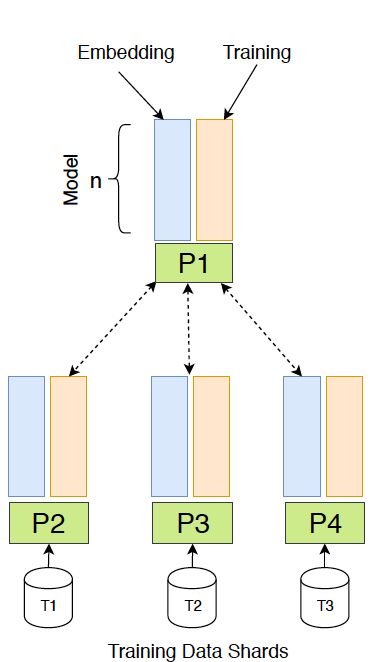 Embedding
Training
Model
n
P1
P2
P3
P4
T1
T2
T3
Training Data Shards